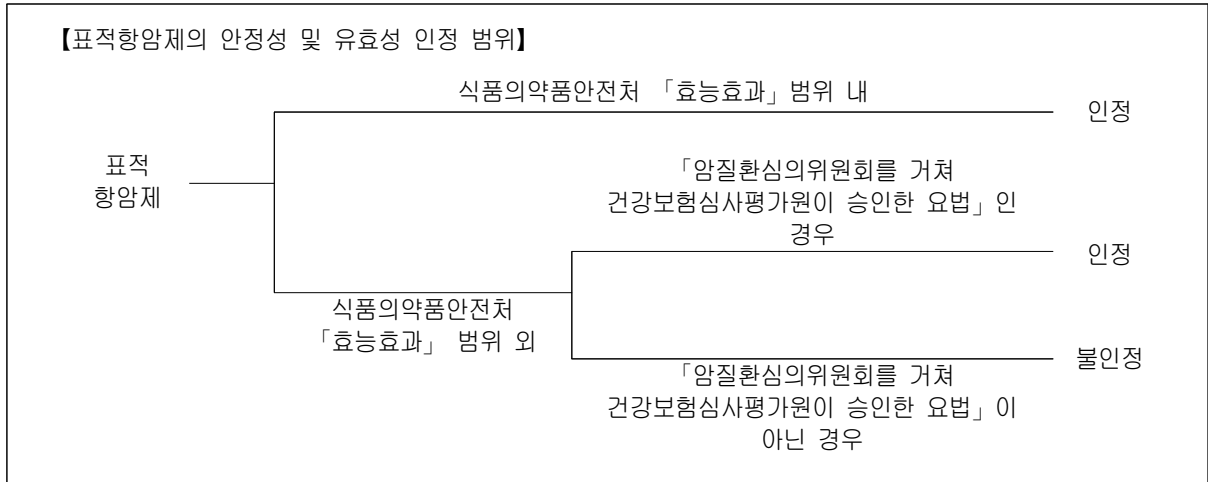 【표적항암제의 안정성 및 유효성 인정 범위】
식품의약품안전처 「효능효과」범위 내
인정
표적
항암제
「암질환심의위원회를 거쳐
건강보험심사평가원이 승인한 요법」인
경우
인정
식품의약품안전처
「효능효과」 범위 외
불인정
「암질환심의위원회를 거쳐
건강보험심사평가원이 승인한 요법」이
아닌 경우